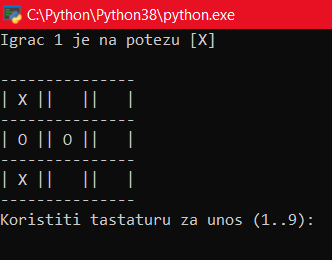 C:\Python\Python38\python.exe
Igrac 1 je na potezu [X]
---------------
| X ||   ||   |
---------------
| O || O ||   |
---------------
| X ||   ||   |
---------------
Koristiti tastaturu za unos (1..9):